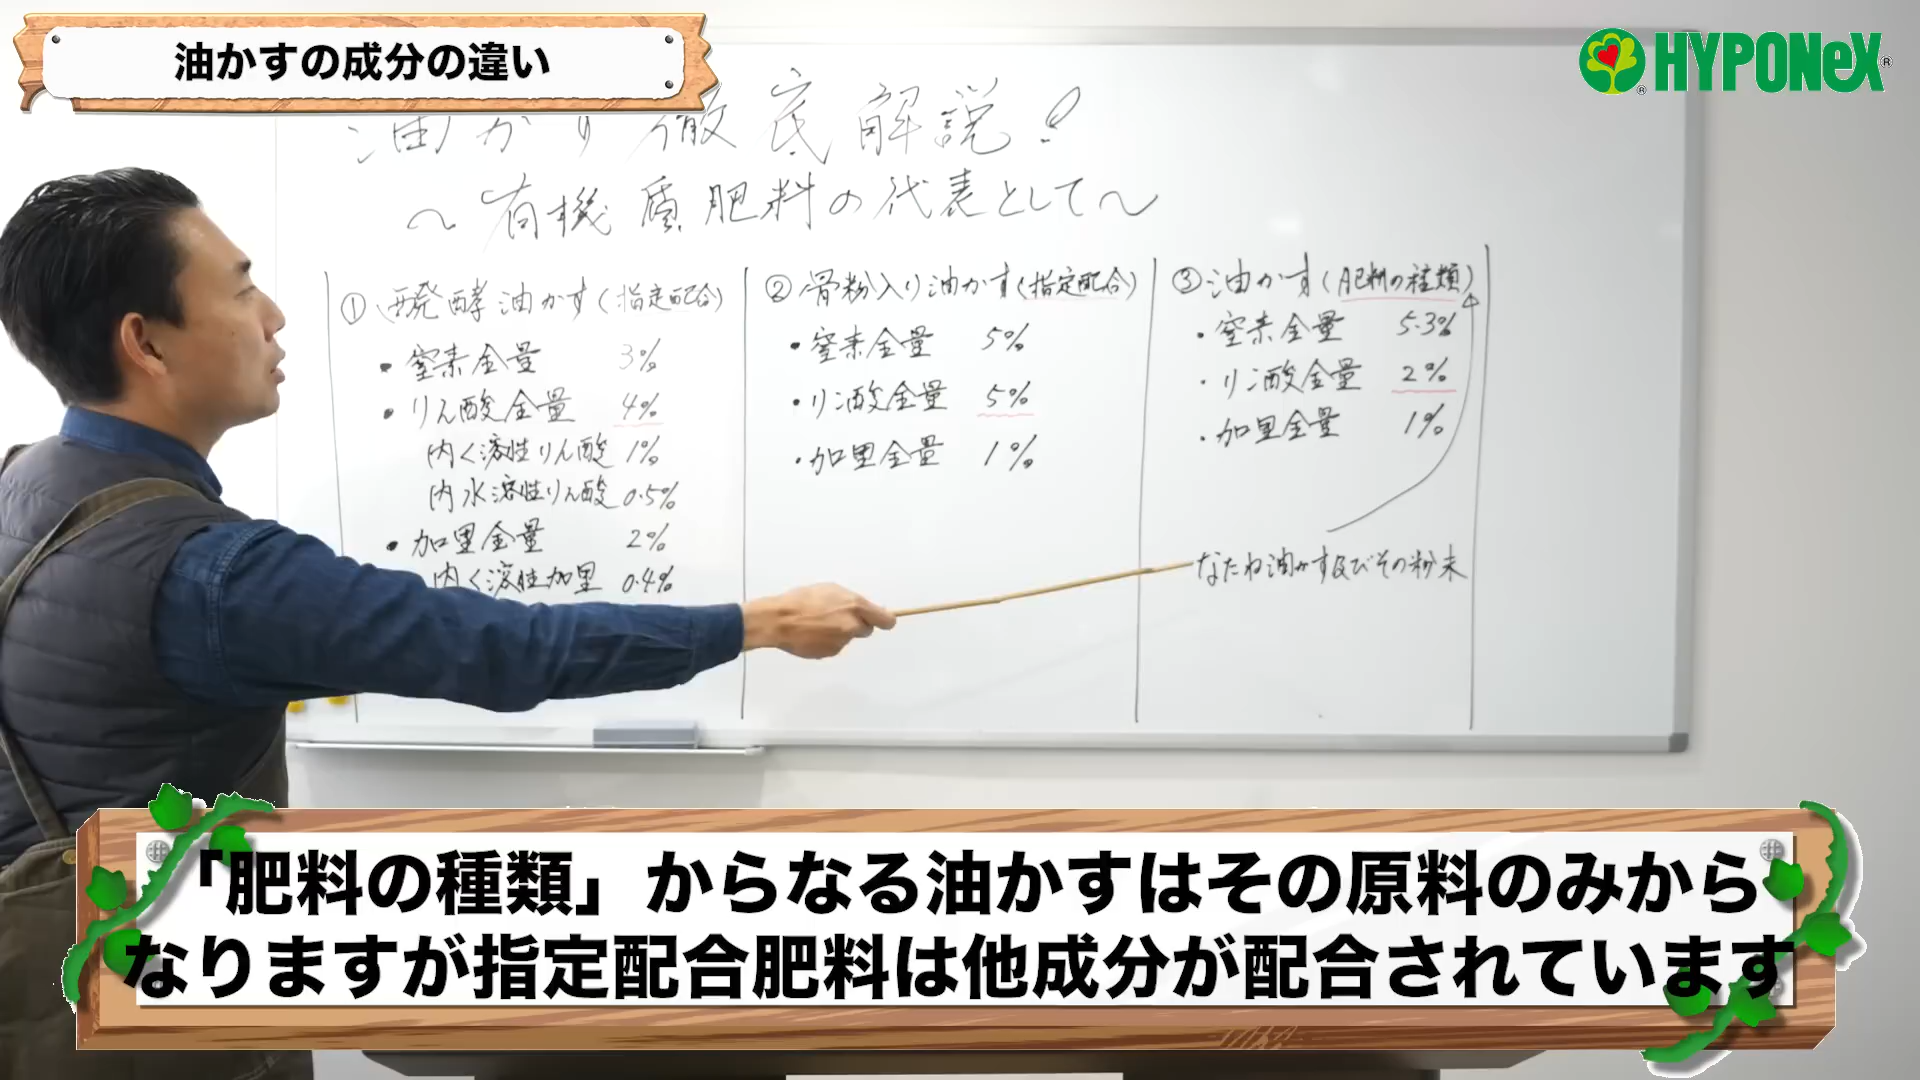 油かすの成分の違い
HYPONeX
油かす徹底解説!
～有機質肥料の代表として～
①醗酵油かす(指定配合)
・窒素全量 3%
・りん酸全量 4%
内く溶性りん酸 1%
内水溶性りん酸 0.5%
・加里全量 2%
内く溶性加里 0.4%
②骨粉入り油かす(指定配合)
・窒素全量 5%
・リン酸全量 5%
・加里全量 1%
③油かす(肥料の種類)
・窒素全量 5.3%
・リン酸全量 2%
・加里全量 1%
なたね油かす及びその粉末
「肥料の種類」からなる油かすはその原料のみから
なりますが指定配合肥料は他成分が配合されています